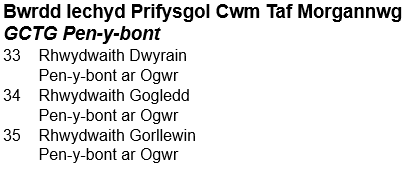 Bwrdd Iechyd Prifysgol Cwm Taf Morgannwg
GCTG Pen-y-bont
33 Rhwydwaith Dwyrain
Pen-y-bont ar Ogwr
34 Rhwydwaith Gogledd
Pen-y-bont ar Ogwr
35 Rhwydwaith Gorllewin
Pen-y-bont ar Ogwr